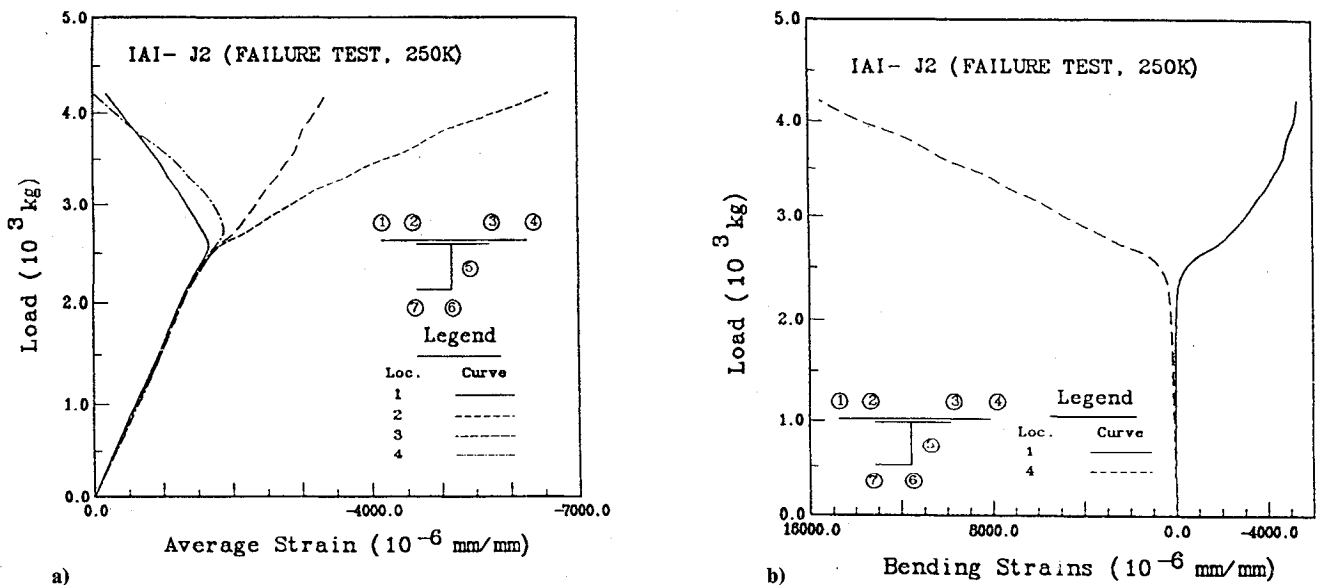 5.0
4.0
3.0
2.0
1.0
0.0
Load (10 3 kg)
IAI- J2 (FAILURE TEST, 250K)
① ② ③ ④
⑤
⑦ ⑥
Legend
Loc. Curve
1
2
3
4
0.0 -4000.0 -7000.0
Average Strain (10 -6 mm/mm)
a)
5.0
4.0
3.0
2.0
1.0
0.0
Load (10 3 kg)
IAI- J2 (FAILURE TEST, 250K)
① ② ③ ④
⑤
⑦ ⑥
Legend
Loc. Curve
1
4
16000.0 8000.0 0.0 -4000.0
Bending Strains (10 -6 mm/mm)
b)